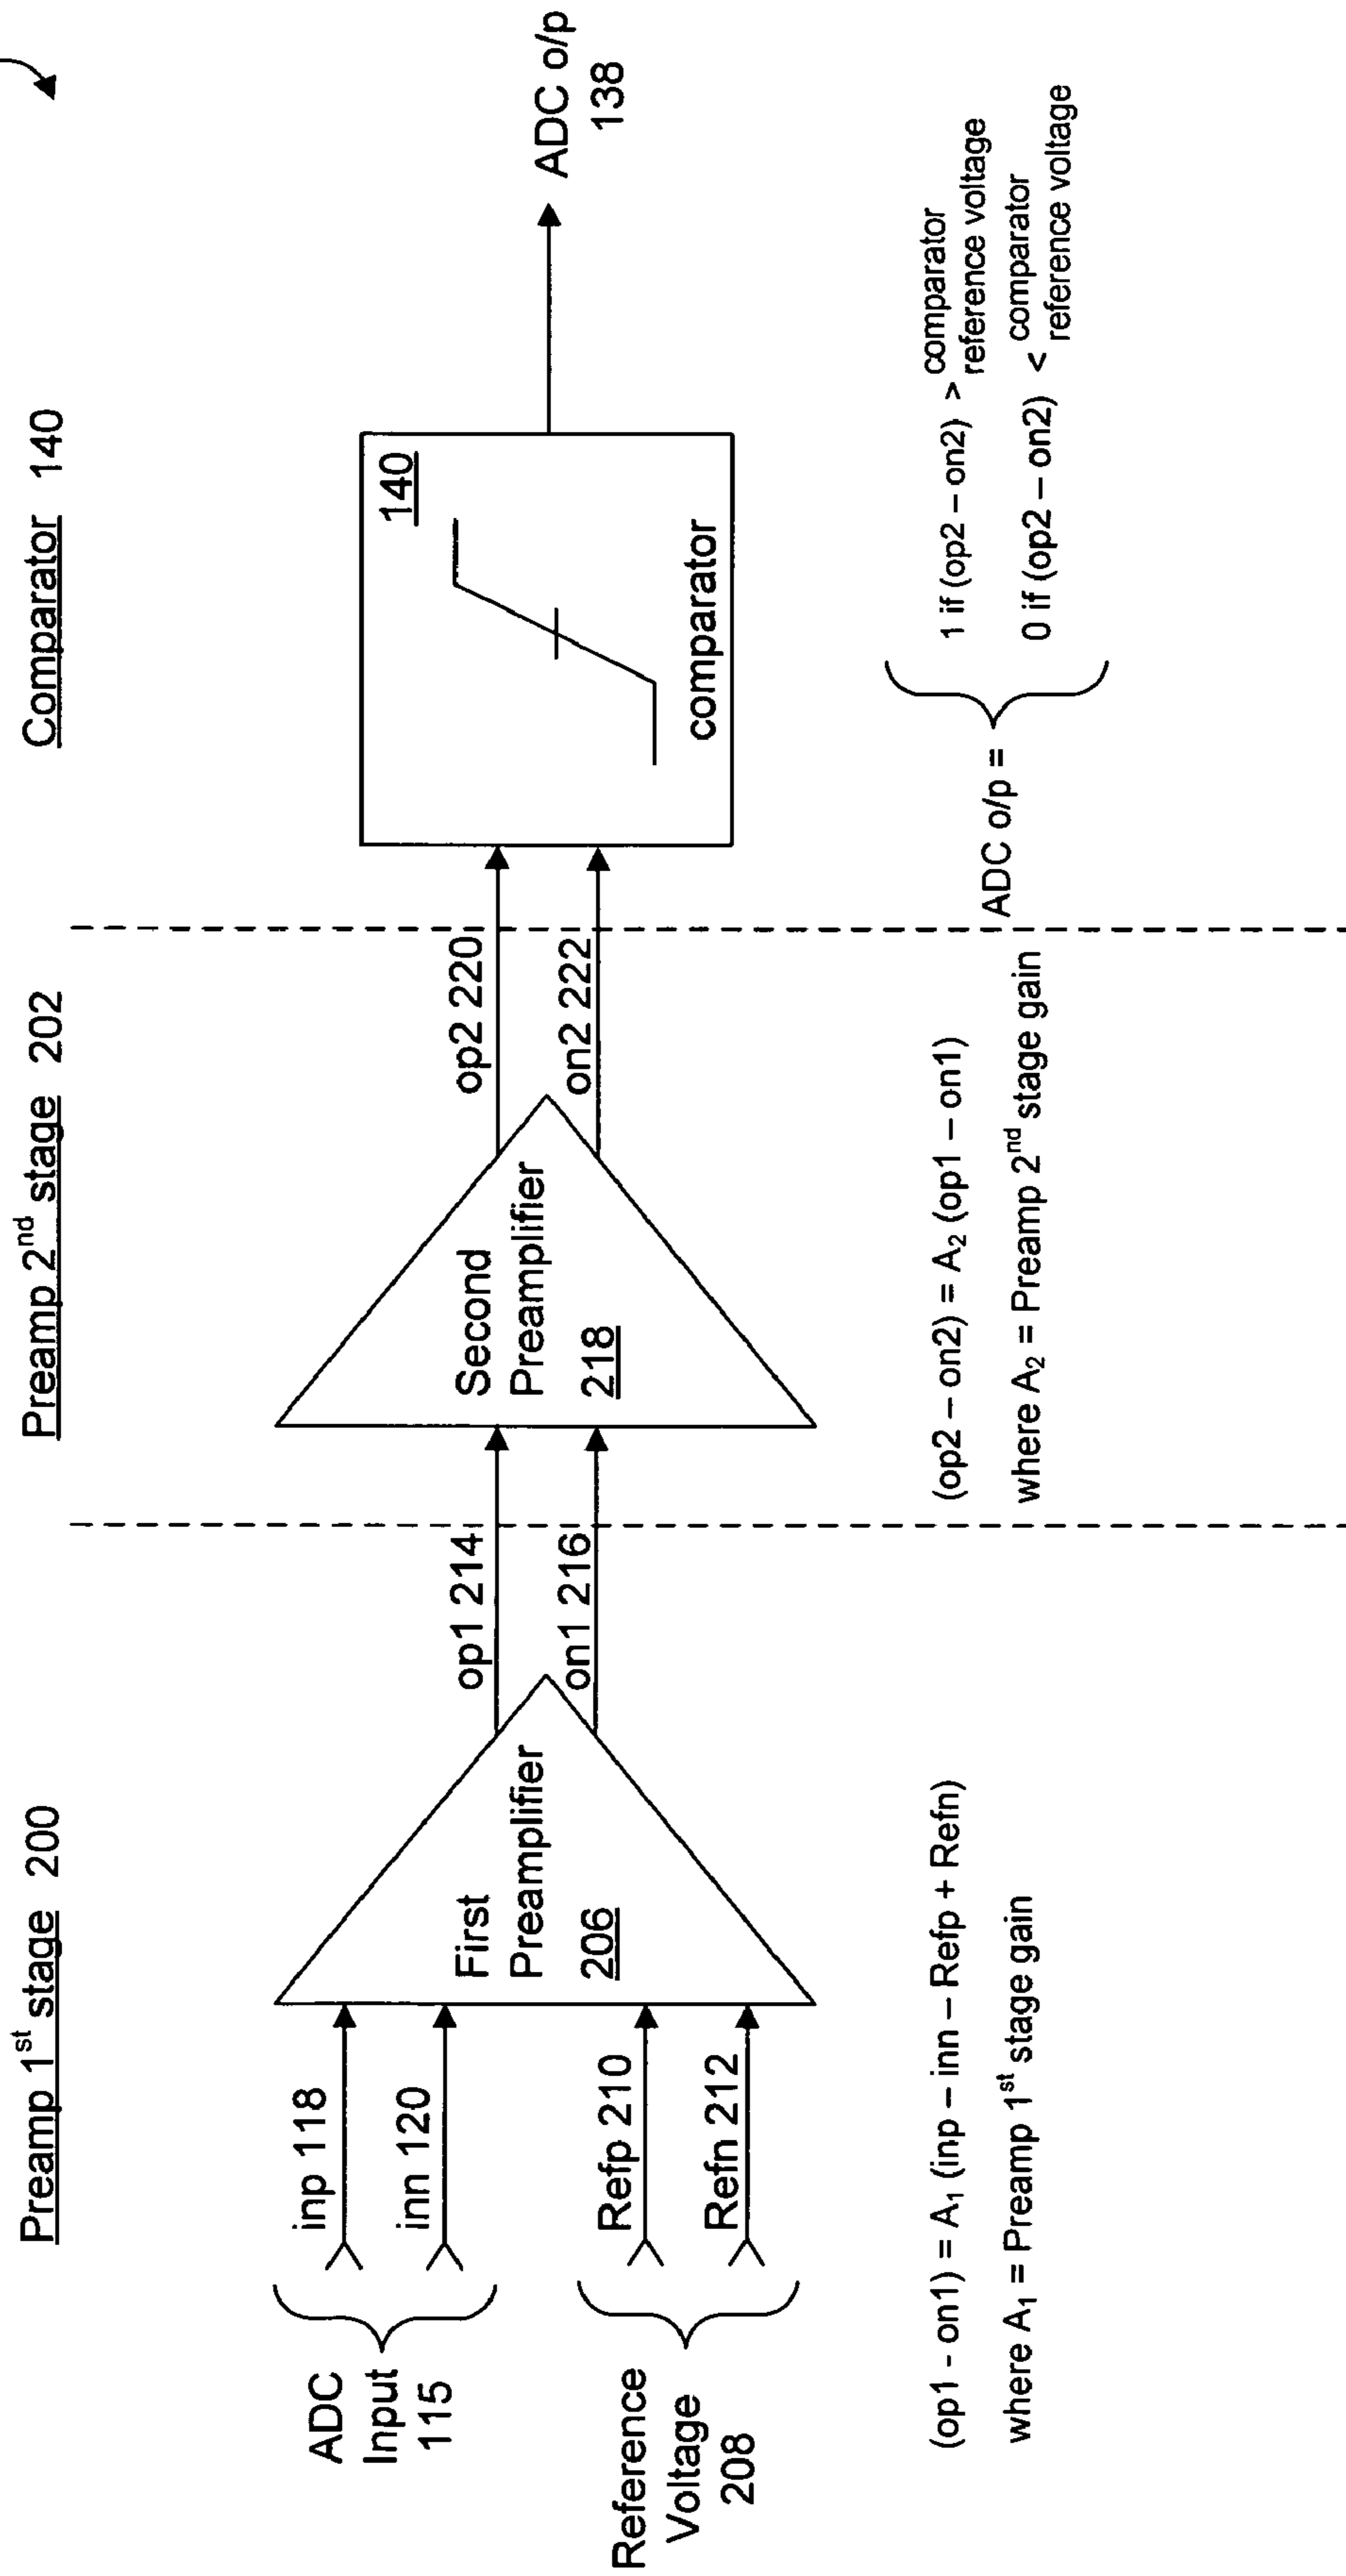 Preamp 1st stage 200
Preamp 2nd stage 202
Comparator 140
ADC
Input
115
inp 118
inn 120
Reference
Voltage
208
Refp 210
Refn 212
First
Preamplifier
206
op1 214
on1 216
Second
Preamplifier
218
op2 220
on2 222
140
comparator
ADC o/p
138
(op1 - on1) = A₁ (inp – inn – Refp + Refn)
where A₁ = Preamp 1st stage gain
(op2 – on2) = A₂ (op1 – on1)
where A₂ = Preamp 2nd stage gain
ADC o/p =
1 if (op2 – on2) > comparator
reference voltage
0 if (op2 – on2) < comparator
reference voltage